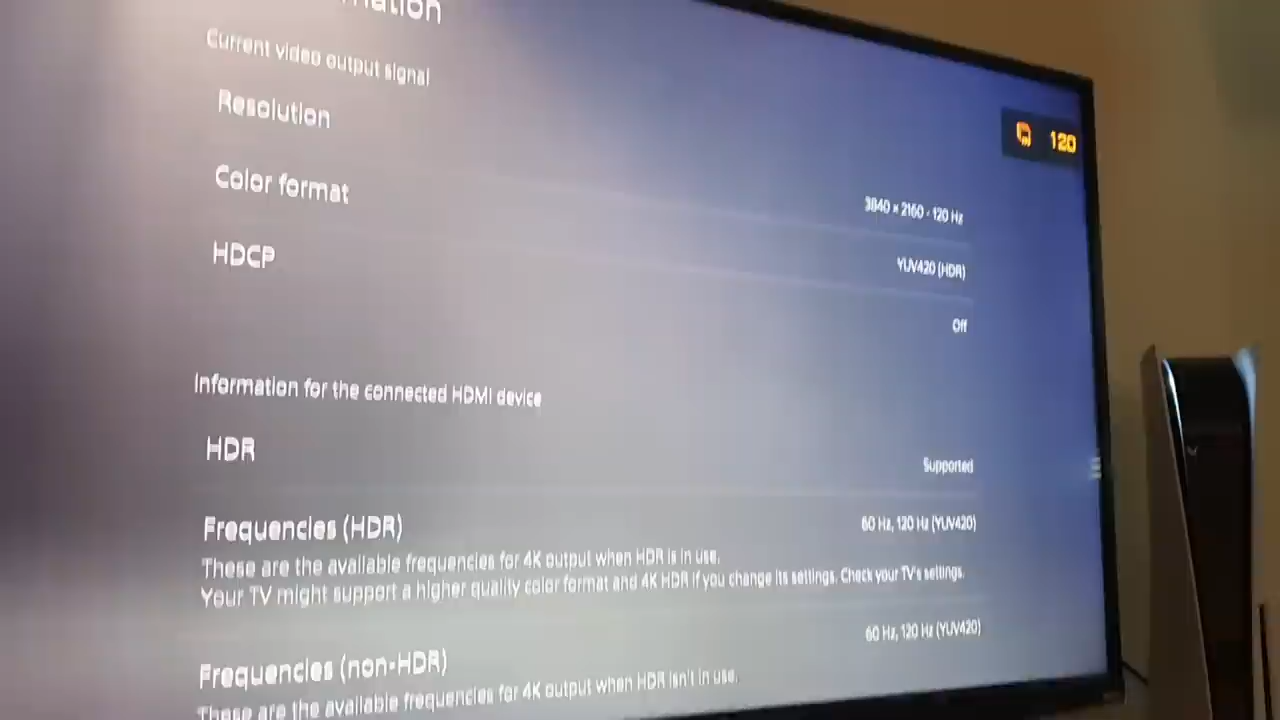 mation
Current video output signal
Resolution
3840 x 2160 - 120 Hz
Color format
YUV420 (HDR)
HDCP
Off
120
Information for the connected HDMI device
HDR
Supported
Frequencies (HDR)
60 Hz, 120 Hz (YUV420)
These are the available frequencies for 4K output when HDR is in use.
Your TV might support a higher quality color format and 4K HDR if you change its settings. Check your TV's settings.
Frequencies (non-HDR)
60 Hz, 120 Hz (YUV420)
These are the available frequencies for 4K output when HDR isn't in use.